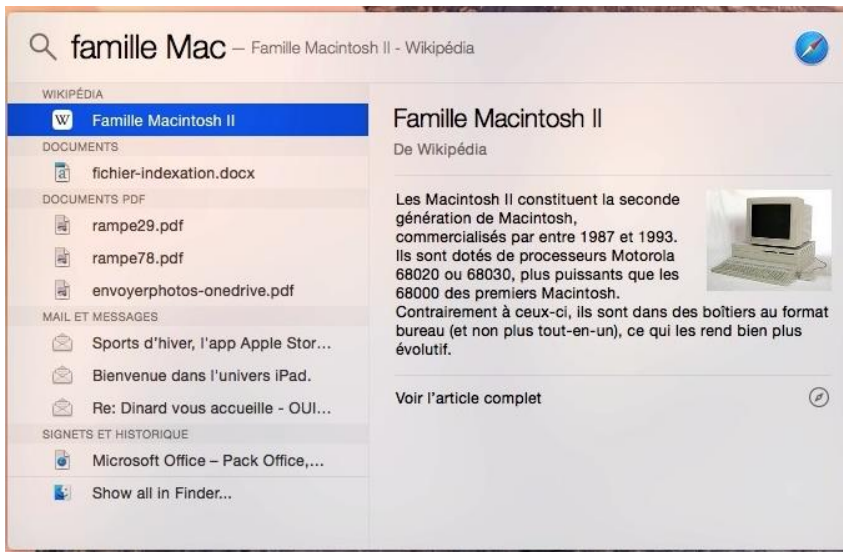 famille Mac – Famille Macintosh II - Wikipédia
WIKIPÉDIA
W Famille Macintosh II
DOCUMENTS
fichier-indexation.docx
DOCUMENTS PDF
rampe29.pdf
rampe78.pdf
envoyerphotos-onedrive.pdf
MAIL ET MESSAGES
Sports d'hiver, l'app Apple Stor...
Bienvenue dans l'univers iPad.
Re: Dinard vous accueille - OUI...
SIGNETS ET HISTORIQUE
Microsoft Office – Pack Office,...
Show all in Finder...
Famille Macintosh II
De Wikipédia
Les Macintosh II constituent la seconde
génération de Macintosh,
commercialisés par entre 1987 et 1993.
Ils sont dotés de processeurs Motorola
68020 ou 68030, plus puissants que les
68000 des premiers Macintosh.
Contrairement à ceux-ci, ils sont dans des boîtiers au format
bureau (et non plus tout-en-un), ce qui les rend bien plus
évolutif.
Voir l'article complet